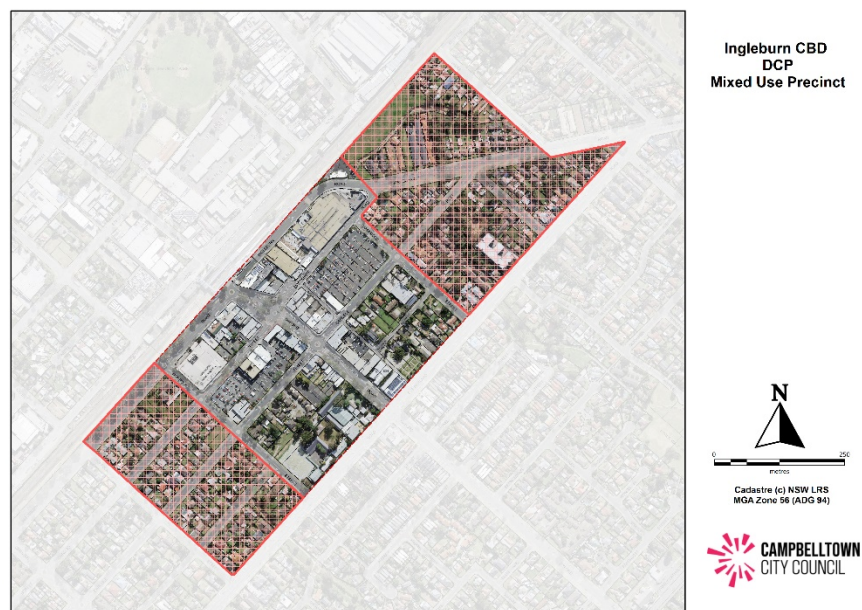 Ingleburn CBD
DCP
Mixed Use Precinct
N
0 250
metres
Cadastre (c) NSW LRS
MGA Zone 56 (ADG 94)
CAMPBELLTOWN
CITY COUNCIL